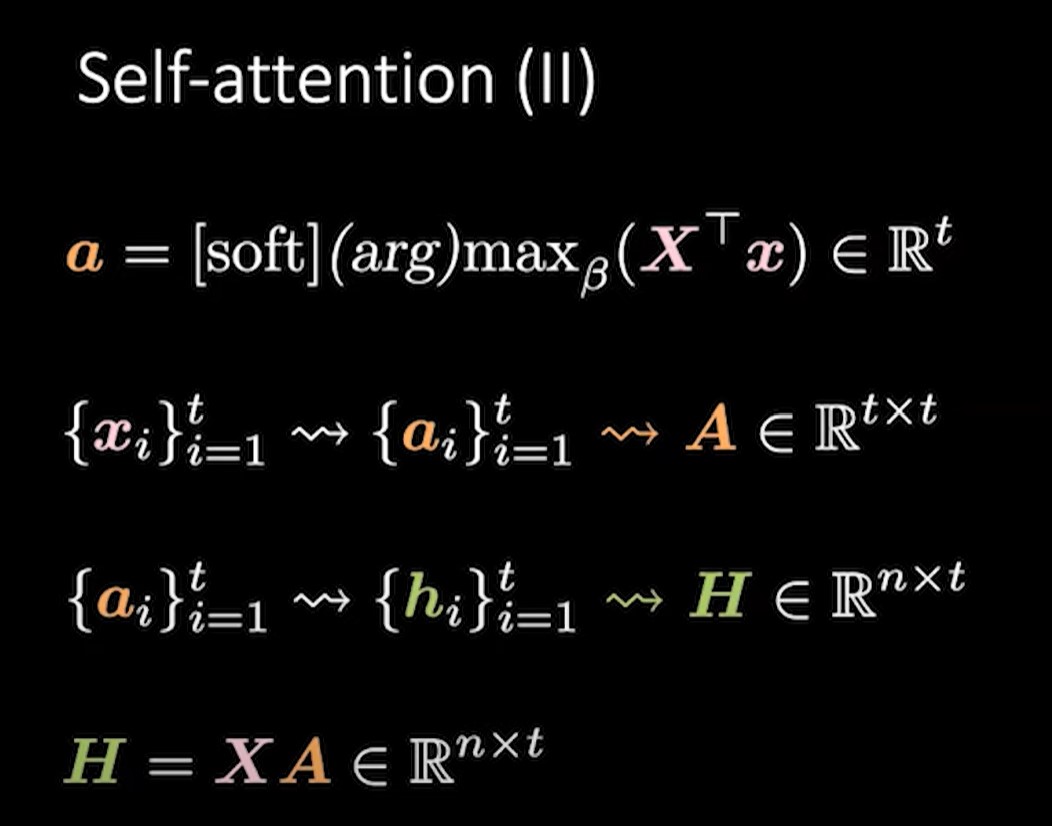 Self-attention (II)
a = [soft](arg)max_β(X^⊤ x) ∈ ℝ^t
{x_i}_{i=1}^t ⇝ {a_i}_{i=1}^t ⇝ A ∈ ℝ^{t×t}
{a_i}_{i=1}^t ⇝ {h_i}_{i=1}^t ⇝ H ∈ ℝ^{n×t}
H = XA ∈ ℝ^{n×t}